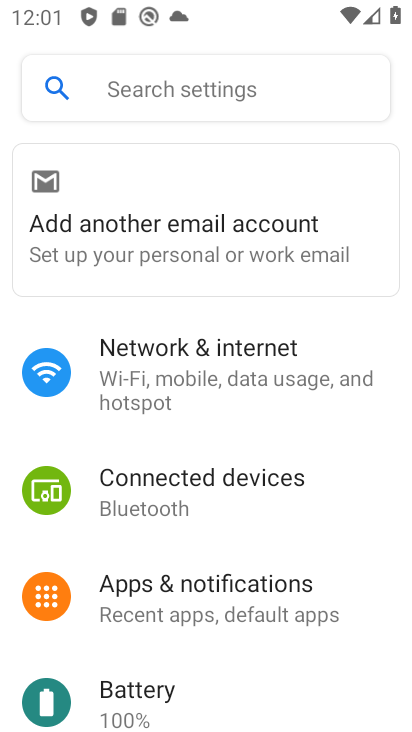 12:01
Search settings
Add another email account
Set up your personal or work email
Network & internet
Wi-Fi, mobile, data usage, and
hotspot
Connected devices
Bluetooth
Apps & notifications
Recent apps, default apps
Battery
100%